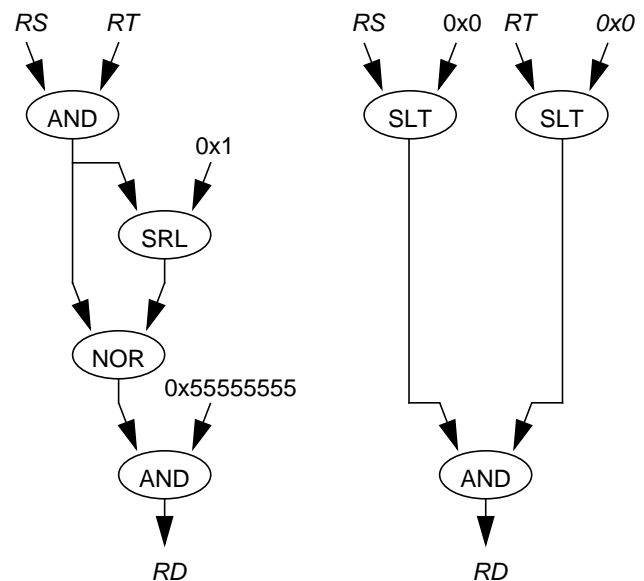 RS RT
AND
0x1
SRL
NOR
0x55555555
AND
RD
RS 0x0 RT 0x0
SLT SLT
AND
RD